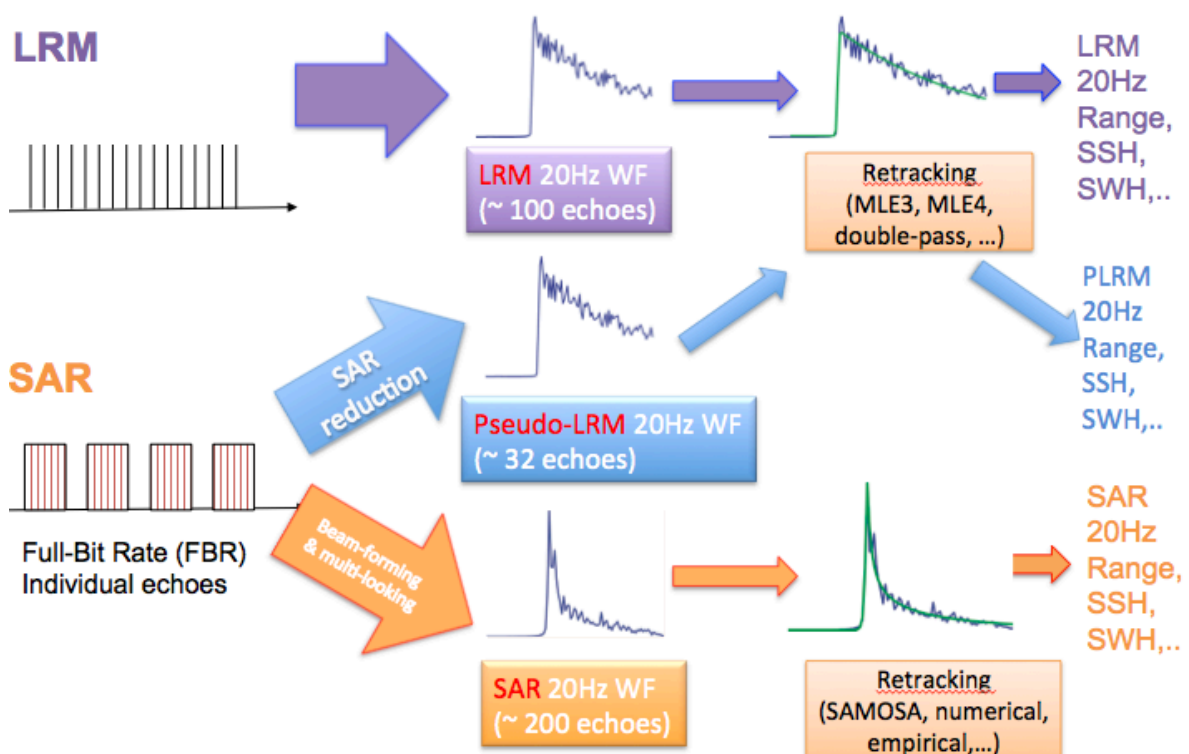 LRM
LRM 20Hz WF
(~ 100 echoes)
Retracking
(MLE3, MLE4,
double-pass, ...)
LRM
20Hz
Range,
SSH,
SWH,..
SAR
SAR
reduction
Pseudo-LRM 20Hz WF
(~ 32 echoes)
PLRM
20Hz
Range,
SSH,
SWH,..
Full-Bit Rate (FBR)
Individual echoes
Beam-forming
& multi-looking
SAR 20Hz WF
(~ 200 echoes)
Retracking
(SAMOSA, numerical,
empirical,...)
SAR
20Hz
Range,
SSH,
SWH,..